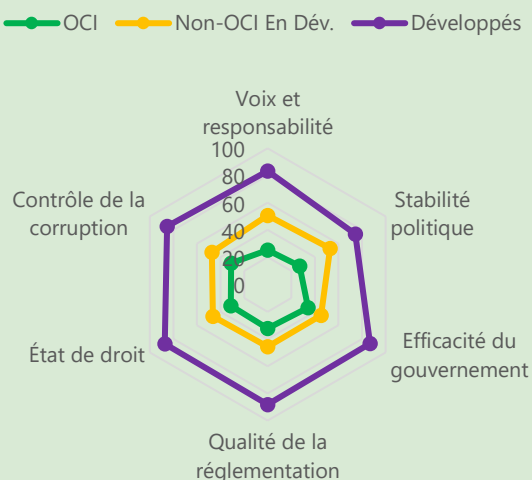 OCI Non-OCI En Dév. Développés
Voix et
responsabilité
100
80
60
40
20
0
Stabilité
politique
Efficacité du
gouvernement
Qualité de la
réglementation
État de droit
Contrôle de la
corruption